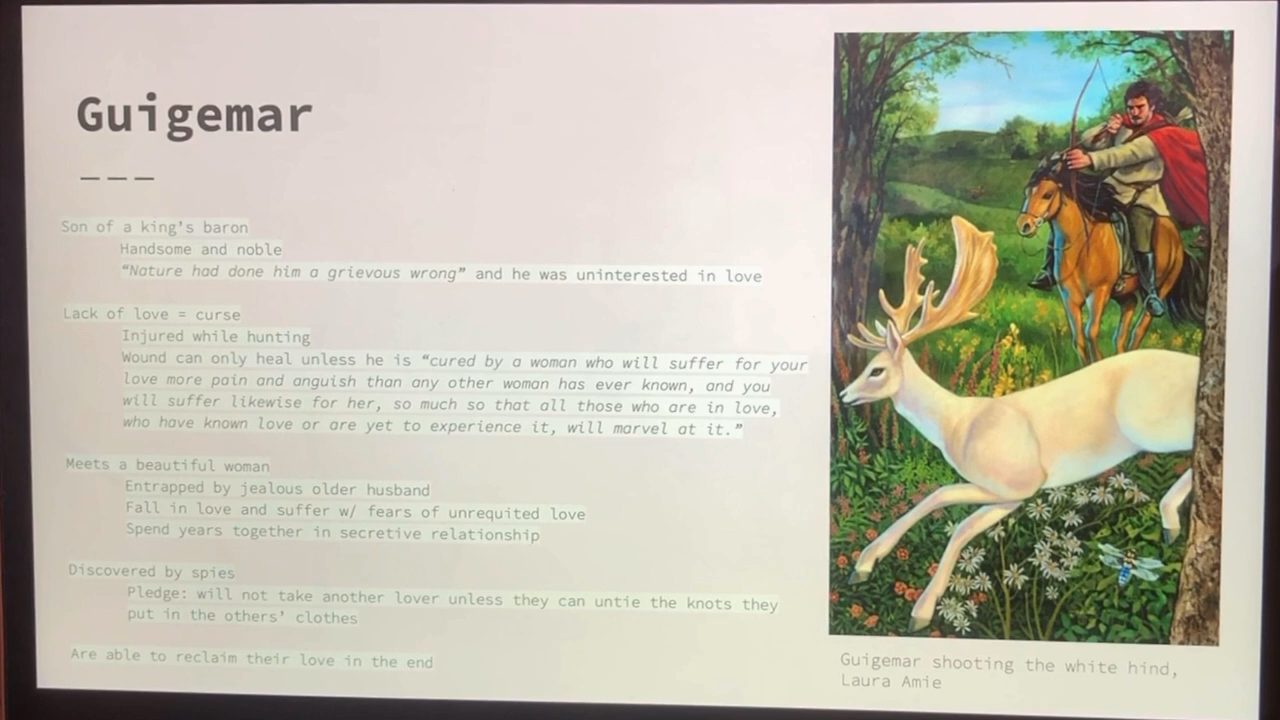 Guigemar
Son of a king’s baron
Handsome and noble
“Nature had done him a grievous wrong” and he was uninterested in love
Lack of love = curse
Injured while hunting
Wound can only heal unless he is “cured by a woman who will suffer for your
love more pain and anguish than any other woman has ever known, and you
will suffer likewise for her, so much so that all those who are in love,
who have known love or are yet to experience it, will marvel at it.”
Meets a beautiful woman
Entrapped by jealous older husband
Fall in love and suffer w/ fears of unrequited love
Spend years together in secretive relationship
Discovered by spies
Pledge: will not take another lover unless they can untie the knots they
put in the others’ clothes
Are able to reclaim their love in the end
Guigemar shooting the white hind,
Laura Amie